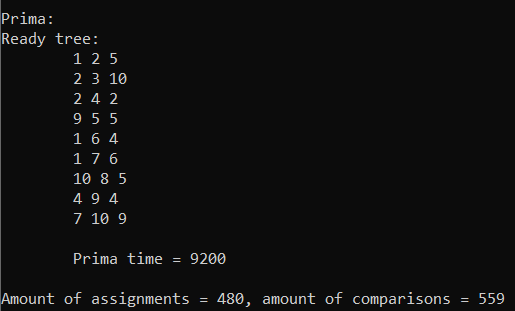 Prima:
Ready tree:
1 2 5
2 3 10
2 4 2
9 5 5
1 6 4
1 7 6
10 8 5
4 9 4
7 10 9
Prima time = 9200
Amount of assignments = 480, amount of comparisons = 559